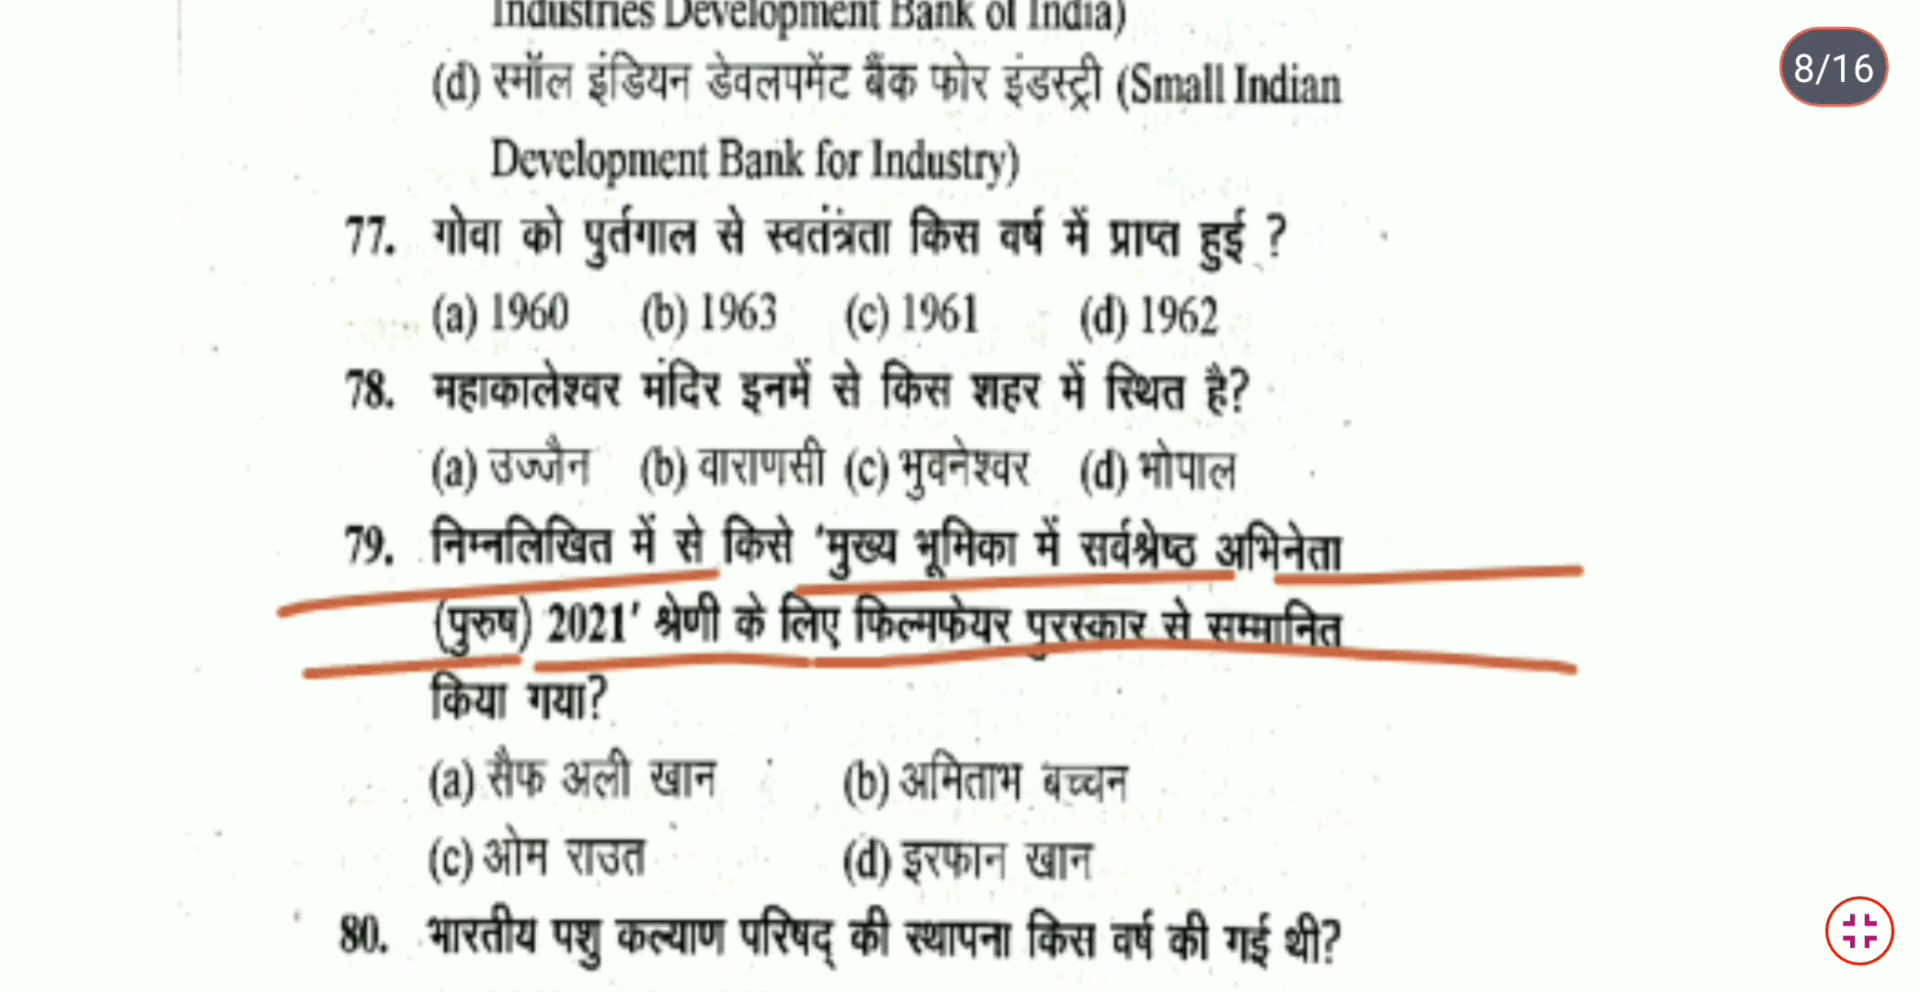 Industries Development Bank of India)
8/16
(d) स्मॉल इंडियन डेवलपमेंट बैंक फोर इंडस्ट्री (Small Indian
Development Bank for Industry)
77. गोवा को पुर्तगाल से स्वतंत्रता किस वर्ष में प्राप्त हुई ?
(a) 1960 (b) 1963 (c) 1961 (d) 1962
78. महाकालेश्वर मंदिर इनमें से किस शहर में स्थित है?
(a) उज्जैन (b) वाराणसी (c) भुवनेश्वर (d) भोपाल
79. निम्नलिखित में से किसे 'मुख्य भूमिका में सर्वश्रेष्ठ अभिनेता
(पुरुष) 2021' श्रेणी के लिए फिल्मफेयर पुरस्कार से सम्मानित
किया गया?
(a) सैफ अली खान (b) अमिताभ बच्चन
(c) ओम राउत (d) इरफान खान
80. भारतीय पशु कल्याण परिषद् की स्थापना किस वर्ष की गई थी?